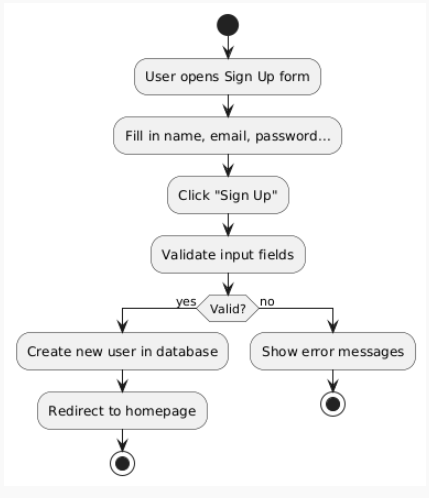 User opens Sign Up form
Fill in name, email, password...
Click "Sign Up"
Validate input fields
yes
Valid?
no
Create new user in database
Show error messages
Redirect to homepage